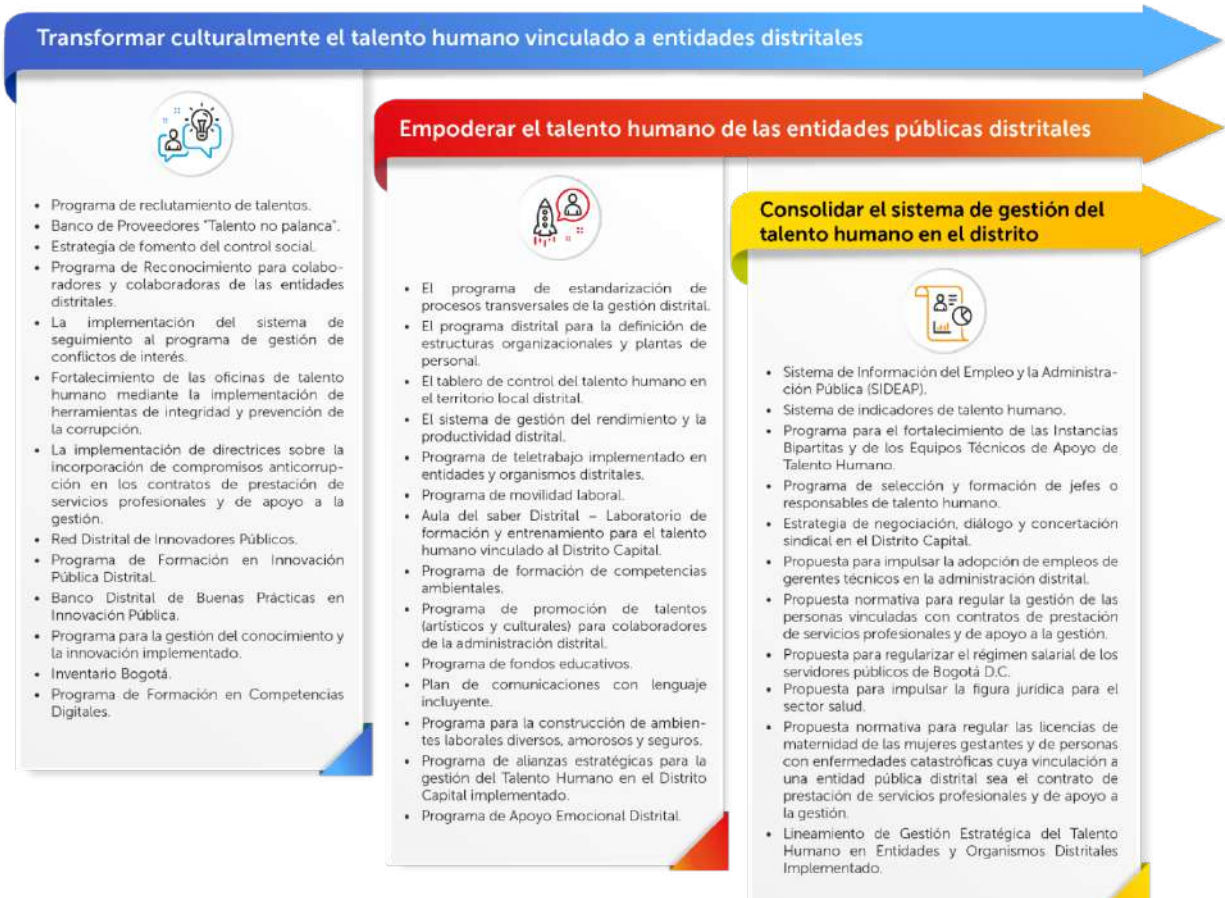 Transformar culturalmente el talento humano vinculado a entidades distritales
• Programa de reclutamiento de talentos.
• Banco de Proveedores "Talento no palanca".
• Estrategia de fomento del control social.
• Programa de Reconocimiento para colabo-
radores y colaboradoras de las entidades
distritales.
• La implementación del sistema de
seguimiento al programa de gestión de
conflictos de interés.
• Fortalecimiento de las oficinas de talento
humano mediante la implementación de
herramientas de integridad y prevención de
la corrupción.
• La implementación de directrices sobre la
incorporación de compromisos anticorrup-
ción en los contratos de prestación de
servicios profesionales y de apoyo a la
gestión.
• Red Distrital de Innovadores Públicos.
• Programa de Formación en Innovación
Pública Distrital.
• Banco Distrital de Buenas Prácticas en
Innovación Pública.
• Programa para la gestión del conocimiento y
la innovación implementado.
• Inventario Bogotá.
• Programa de Formación en Competencias
Digitales.
Empoderar el talento humano de las entidades públicas distritales
• El programa de estandarización de
procesos transversales de la gestión distrital.
• El programa distrital para la definición de
estructuras organizacionales y plantas de
personal.
• El tablero de control del talento humano en
el territorio local distrital.
• El sistema de gestión del rendimiento y la
productividad distrital.
• Programa de teletrabajo implementado en
entidades y organismos distritales.
• Programa de movilidad laboral.
• Aula del saber Distrital – Laboratorio de
formación y entrenamiento para el talento
humano vinculado al Distrito Capital.
• Programa de formación de competencias
ambientales.
• Programa de promoción de talentos
(artísticos y culturales) para colaboradores
de la administración distrital.
• Programa de fondos educativos.
• Plan de comunicaciones con lenguaje
incluyente.
• Programa para la construcción de ambien-
tes laborales diversos, amorosos y seguros.
• Programa de alianzas estratégicas para la
gestión del Talento Humano en el Distrito
Capital implementado.
• Programa de Apoyo Emocional Distrital.
Consolidar el sistema de gestión del
talento humano en el distrito
• Sistema de Información del Empleo y la Administra-
ción Pública (SIDEAP).
• Sistema de indicadores de talento humano.
• Programa para el fortalecimiento de las Instancias
Bipartitas y de los Equipos Técnicos de Apoyo de
Talento Humano.
• Programa de selección y formación de jefes o
responsables de talento humano.
• Estrategia de negociación, diálogo y concertación
sindical en el Distrito Capital.
• Propuesta para impulsar la adopción de empleos de
gerentes técnicos en la administración distrital.
• Propuesta normativa para regular la gestión de las
personas vinculadas con contratos de prestación
de servicios profesionales y de apoyo a la gestión.
• Propuesta para regularizar el régimen salarial de los
servidores públicos de Bogotá D.C.
• Propuesta para impulsar la figura jurídica para el
sector salud.
• Propuesta normativa para regular las licencias de
maternidad de las mujeres gestantes y de personas
con enfermedades catastróficas cuya vinculación a
una entidad pública distrital sea el contrato de
prestación de servicios profesionales y de apoyo a
la gestión.
• Lineamiento de Gestión Estratégica del Talento
Humano en Entidades y Organismos Distritales
Implementado.